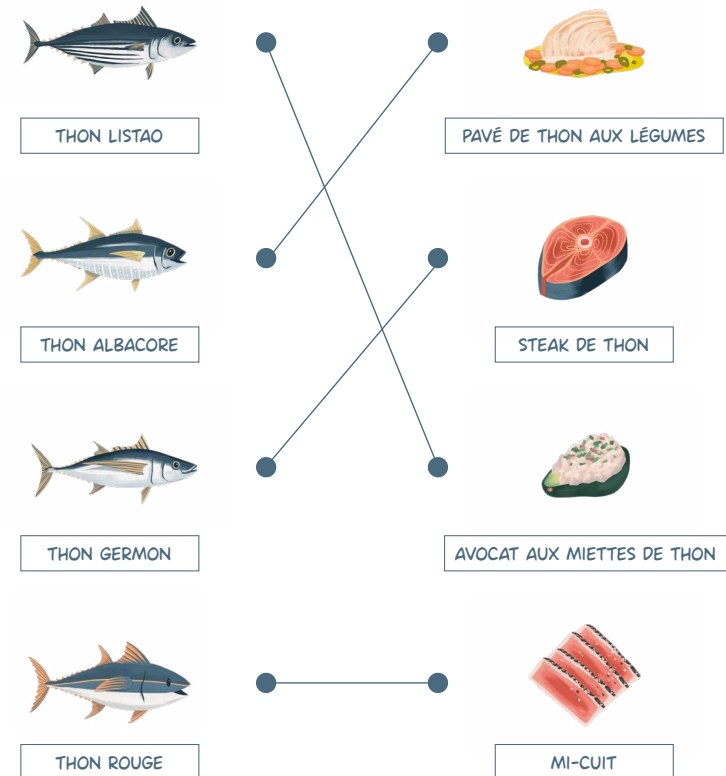 THON LISTAO
PAVÉ DE THON AUX LÉGUMES
THON ALBACORE
STEAK DE THON
THON GERMON
AVOCAT AUX MIETTES DE THON
THON ROUGE
MI-CUIT